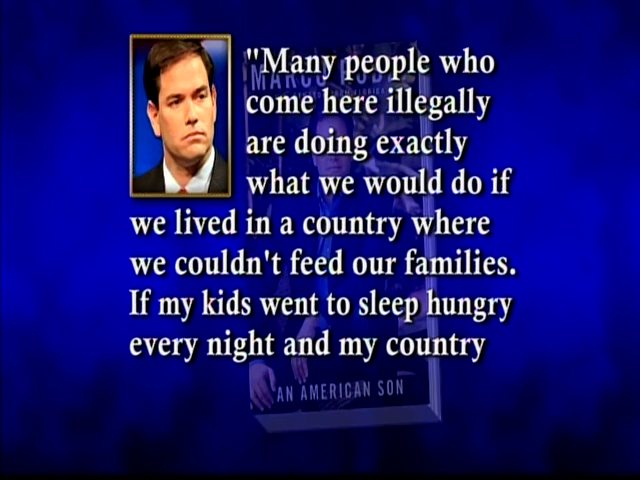 "Many people who
come here illegally
are doing exactly
what we would do if
we lived in a country where
we couldn't feed our families.
If my kids went to sleep hungry
every night and my country
MARCO RUBIO
AN AMERICAN SON